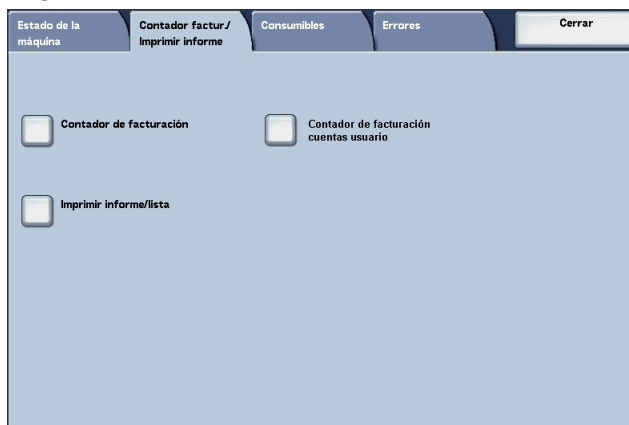 Estado de la
máquina
Contador factur./
Imprimir informe
Consumibles
Errores
Cerrar
Contador de facturación
Contador de facturación
cuentas usuario
Imprimir informe/lista